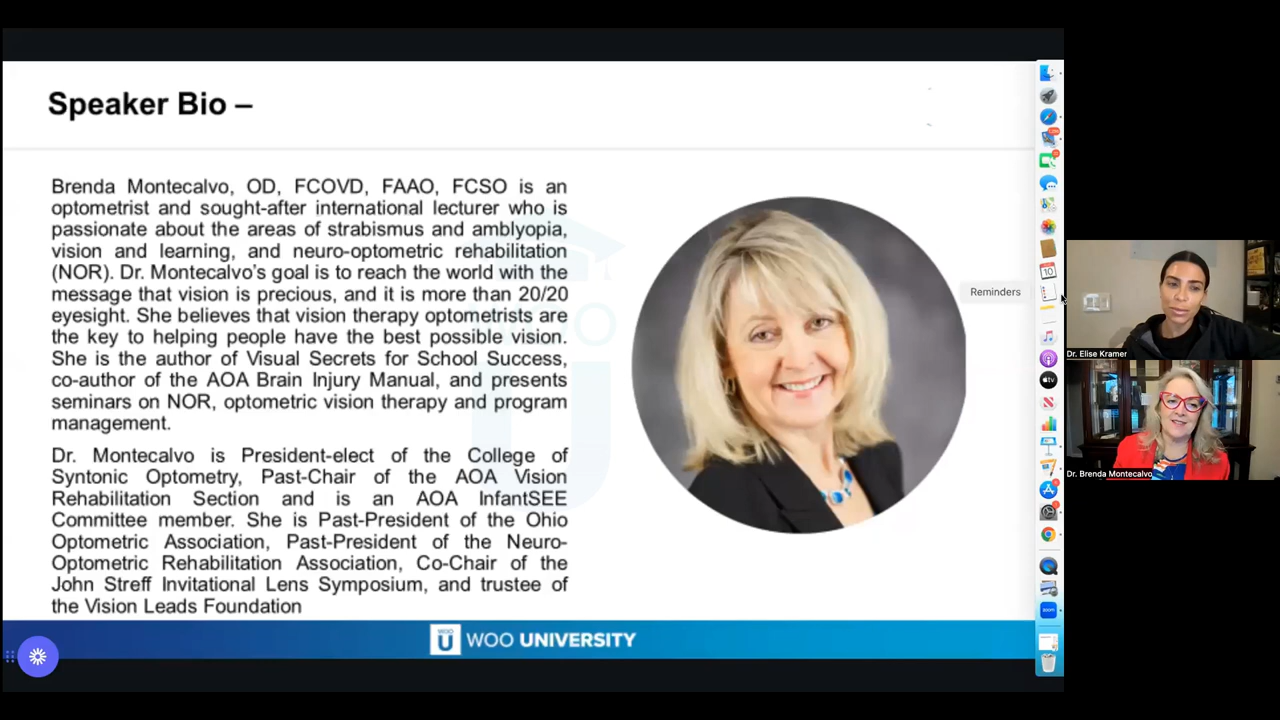 Speaker Bio –
Brenda Montecalvo, OD, FCOVD, FAAO, FCSO is an
optometrist and sought-after international lecturer who is
passionate about the areas of strabismus and amblyopia,
vision and learning, and neuro-optometric rehabilitation
(NOR). Dr. Montecalvo's goal is to reach the world with the
message that vision is precious, and it is more than 20/20
eyesight. She believes that vision therapy optometrists are
the key to helping people have the best possible vision.
She is the author of Visual Secrets for School Success,
co-author of the AOA Brain Injury Manual, and presents
seminars on NOR, optometric vision therapy and program
management.
Dr. Montecalvo is President-elect of the College of
Syntonic Optometry, Past-Chair of the AOA Vision
Rehabilitation Section and is an AOA InfantSEE
Committee member. She is Past-President of the Ohio
Optometric Association, Past-President of the Neuro-
Optometric Rehabilitation Association, Co-Chair of the
John Streff Invitational Lens Symposium, and trustee of
the Vision Leads Foundation
Reminders
10
tv
zoom
Dr. Elise Kramer
Dr. Brenda Montecalvo
WOO
U
WOO UNIVERSITY